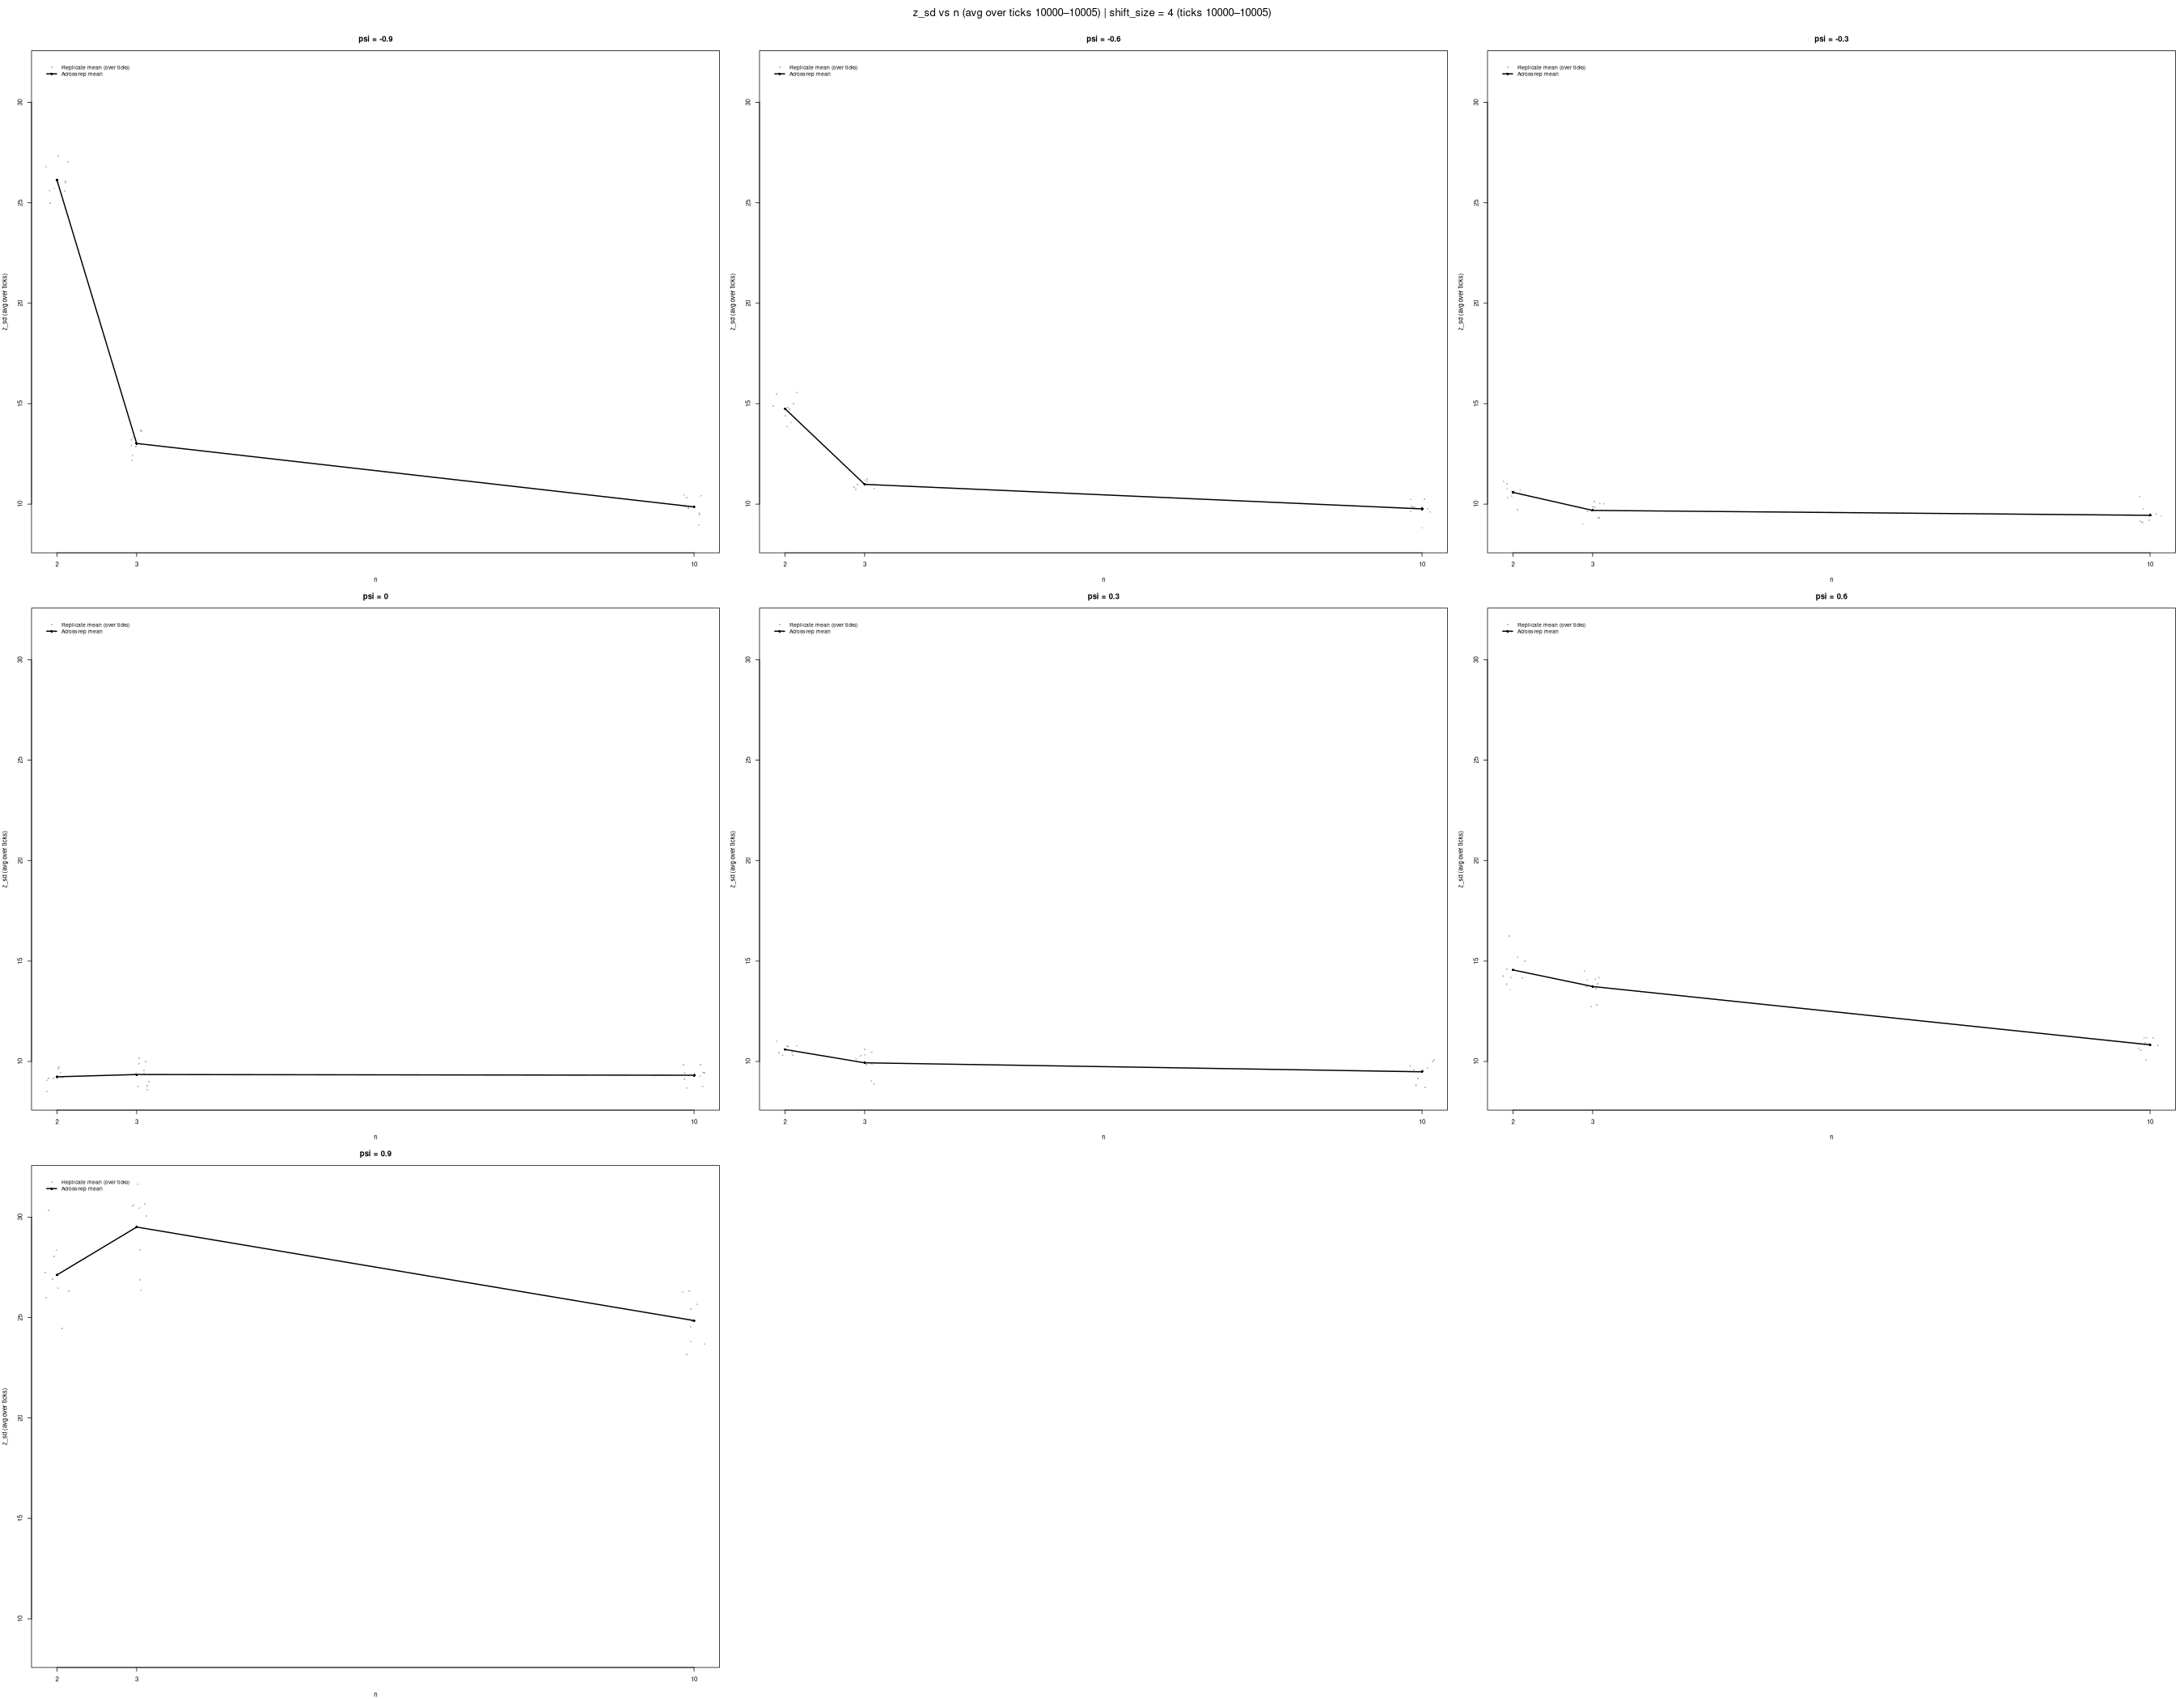 z_sd vs n (avg over ticks 10000–10005) | shift_size = 4 (ticks 10000–10005)
psi = -0.9
Replicate mean (over ticks)
Across-rep mean
z_sd (avg over ticks)
30
25
20
15
10
2 3 10
n
psi = -0.6
Replicate mean (over ticks)
Across-rep mean
z_sd (avg over ticks)
30
25
20
15
10
2 3 10
n
psi = -0.3
Replicate mean (over ticks)
Across-rep mean
z_sd (avg over ticks)
30
25
20
15
10
2 3 10
n
psi = 0
Replicate mean (over ticks)
Across-rep mean
z_sd (avg over ticks)
30
25
20
15
10
2 3 10
n
psi = 0.3
Replicate mean (over ticks)
Across-rep mean
z_sd (avg over ticks)
30
25
20
15
10
2 3 10
n
psi = 0.6
Replicate mean (over ticks)
Across-rep mean
z_sd (avg over ticks)
30
25
20
15
10
2 3 10
n
psi = 0.9
Replicate mean (over ticks)
Across-rep mean
z_sd (avg over ticks)
30
25
20
15
10
2 3 10
n